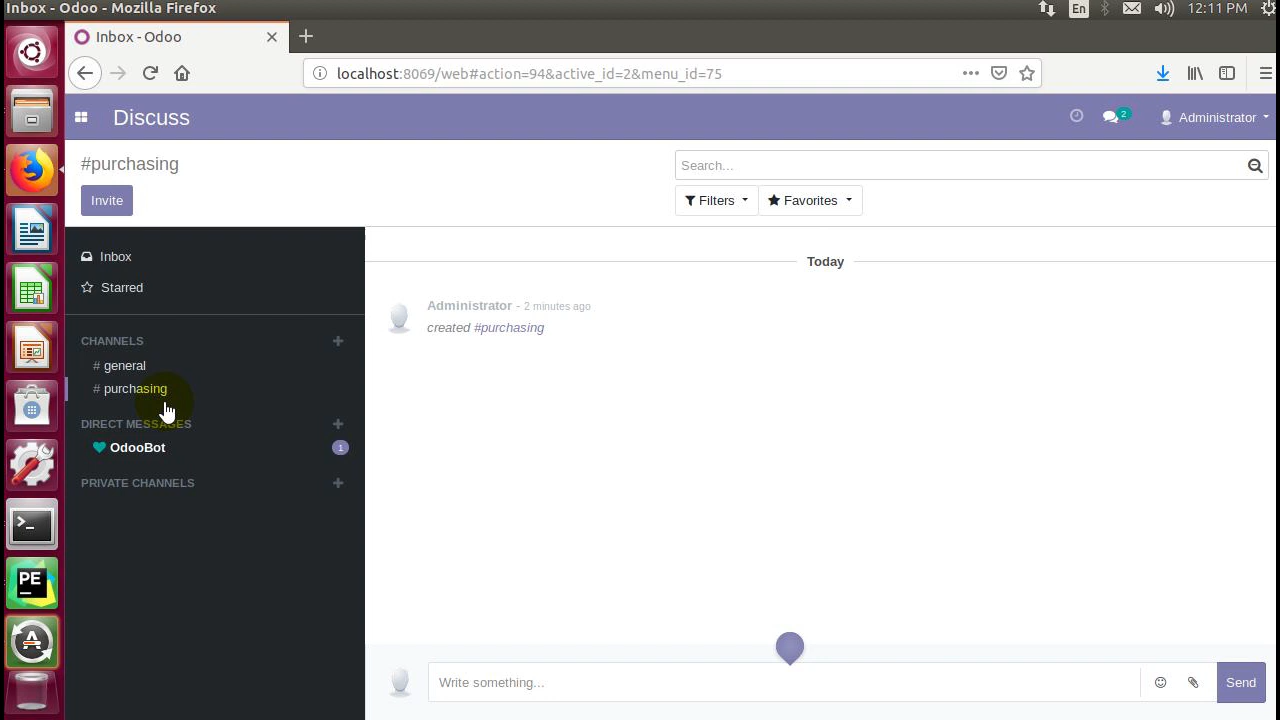 Inbox - Odoo - Mozilla Firefox
En
12:11 PM
Inbox - Odoo
localhost:8069/web#action=94&active_id=2&menu_id=75
Discuss
2
Administrator
#purchasing
Search...
Invite
Filters
Favorites
Inbox
Starred
Today
Administrator - 2 minutes ago
created #purchasing
CHANNELS
# general
# purchasing
DIRECT MESSAGES
OdooBot
1
PRIVATE CHANNELS
PE
A
Write something...
Send